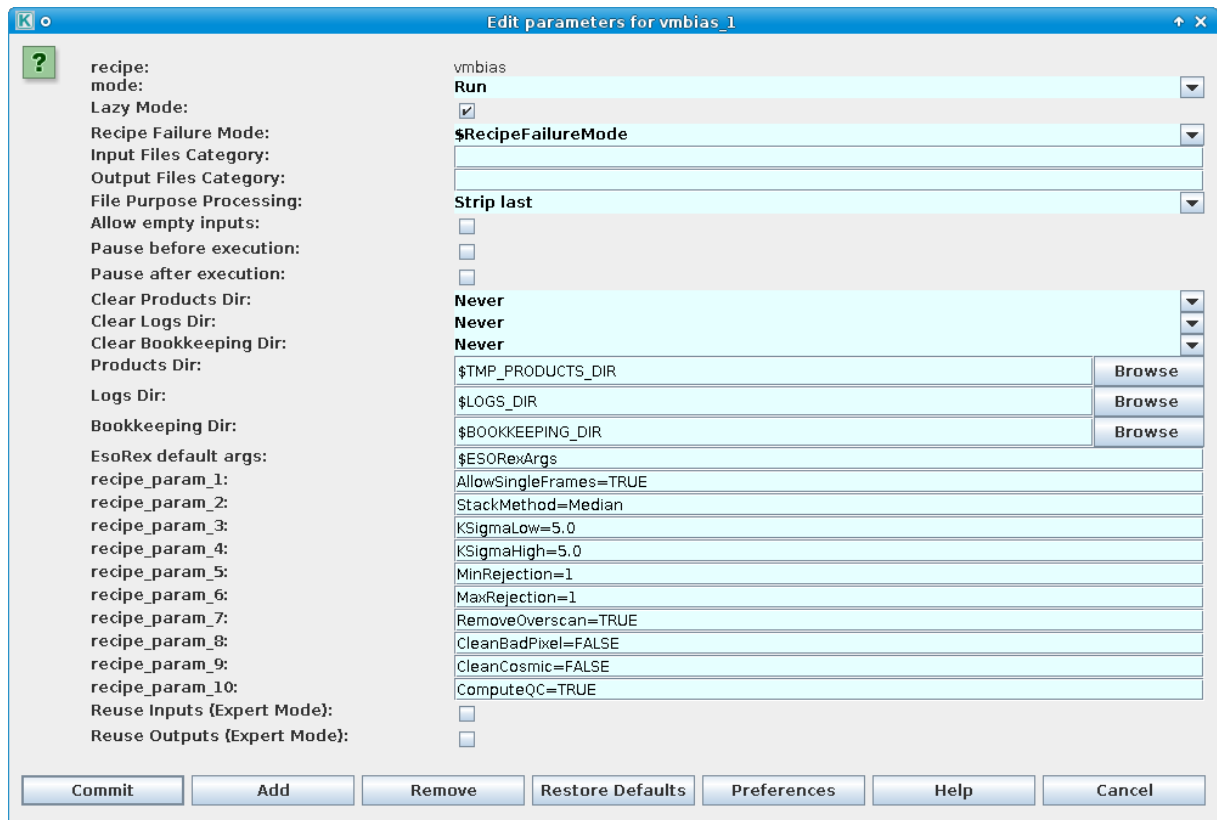 K Edit parameters for vmbias_1
?
recipe: vmbias
mode: Run
Lazy Mode:
Recipe Failure Mode: $RecipeFailureMode
Input Files Category:
Output Files Category:
File Purpose Processing: Strip last
Allow empty inputs:
Pause before execution:
Pause after execution:
Clear Products Dir: Never
Clear Logs Dir: Never
Clear Bookkeeping Dir: Never
Products Dir: $TMP_PRODUCTS_DIR Browse
Logs Dir: $LOGS_DIR Browse
Bookkeeping Dir: $BOOKKEEPING_DIR Browse
EsoRex default args: $ESORexArgs
recipe_param_1: AllowSingleFrames=TRUE
recipe_param_2: StackMethod=Median
recipe_param_3: KSigmaLow=5.0
recipe_param_4: KSigmaHigh=5.0
recipe_param_5: MinRejection=1
recipe_param_6: MaxRejection=1
recipe_param_7: RemoveOverscan=TRUE
recipe_param_8: CleanBadPixel=FALSE
recipe_param_9: CleanCosmic=FALSE
recipe_param_10: ComputeQC=TRUE
Reuse Inputs (Expert Mode):
Reuse Outputs (Expert Mode):
Commit Add Remove Restore Defaults Preferences Help Cancel